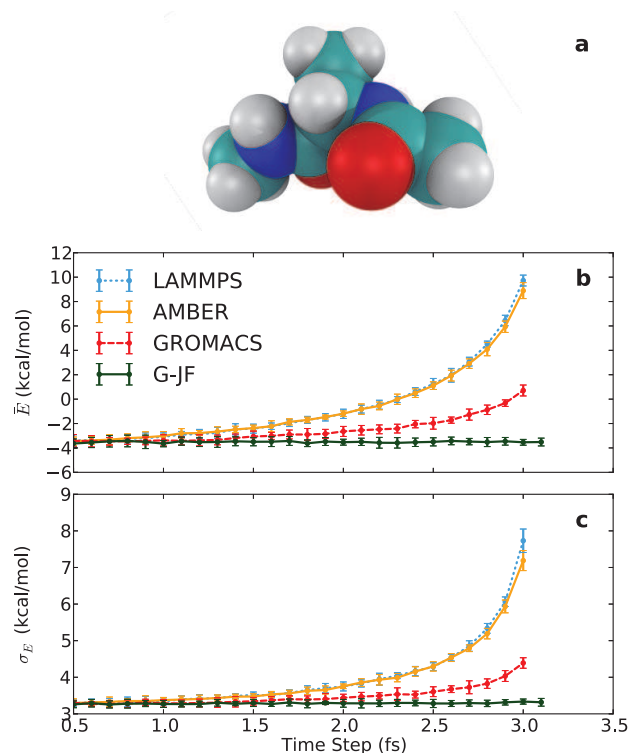 a
b
12
10
8
6
4
2
0
−2
−4
−6
Ē (kcal/mol)
LAMMPS
AMBER
GROMACS
G-JF
c
9
8
7
6
5
4
3
σE (kcal/mol)
0.5 1.0 1.5 2.0 2.5 3.0 3.5
Time Step (fs)